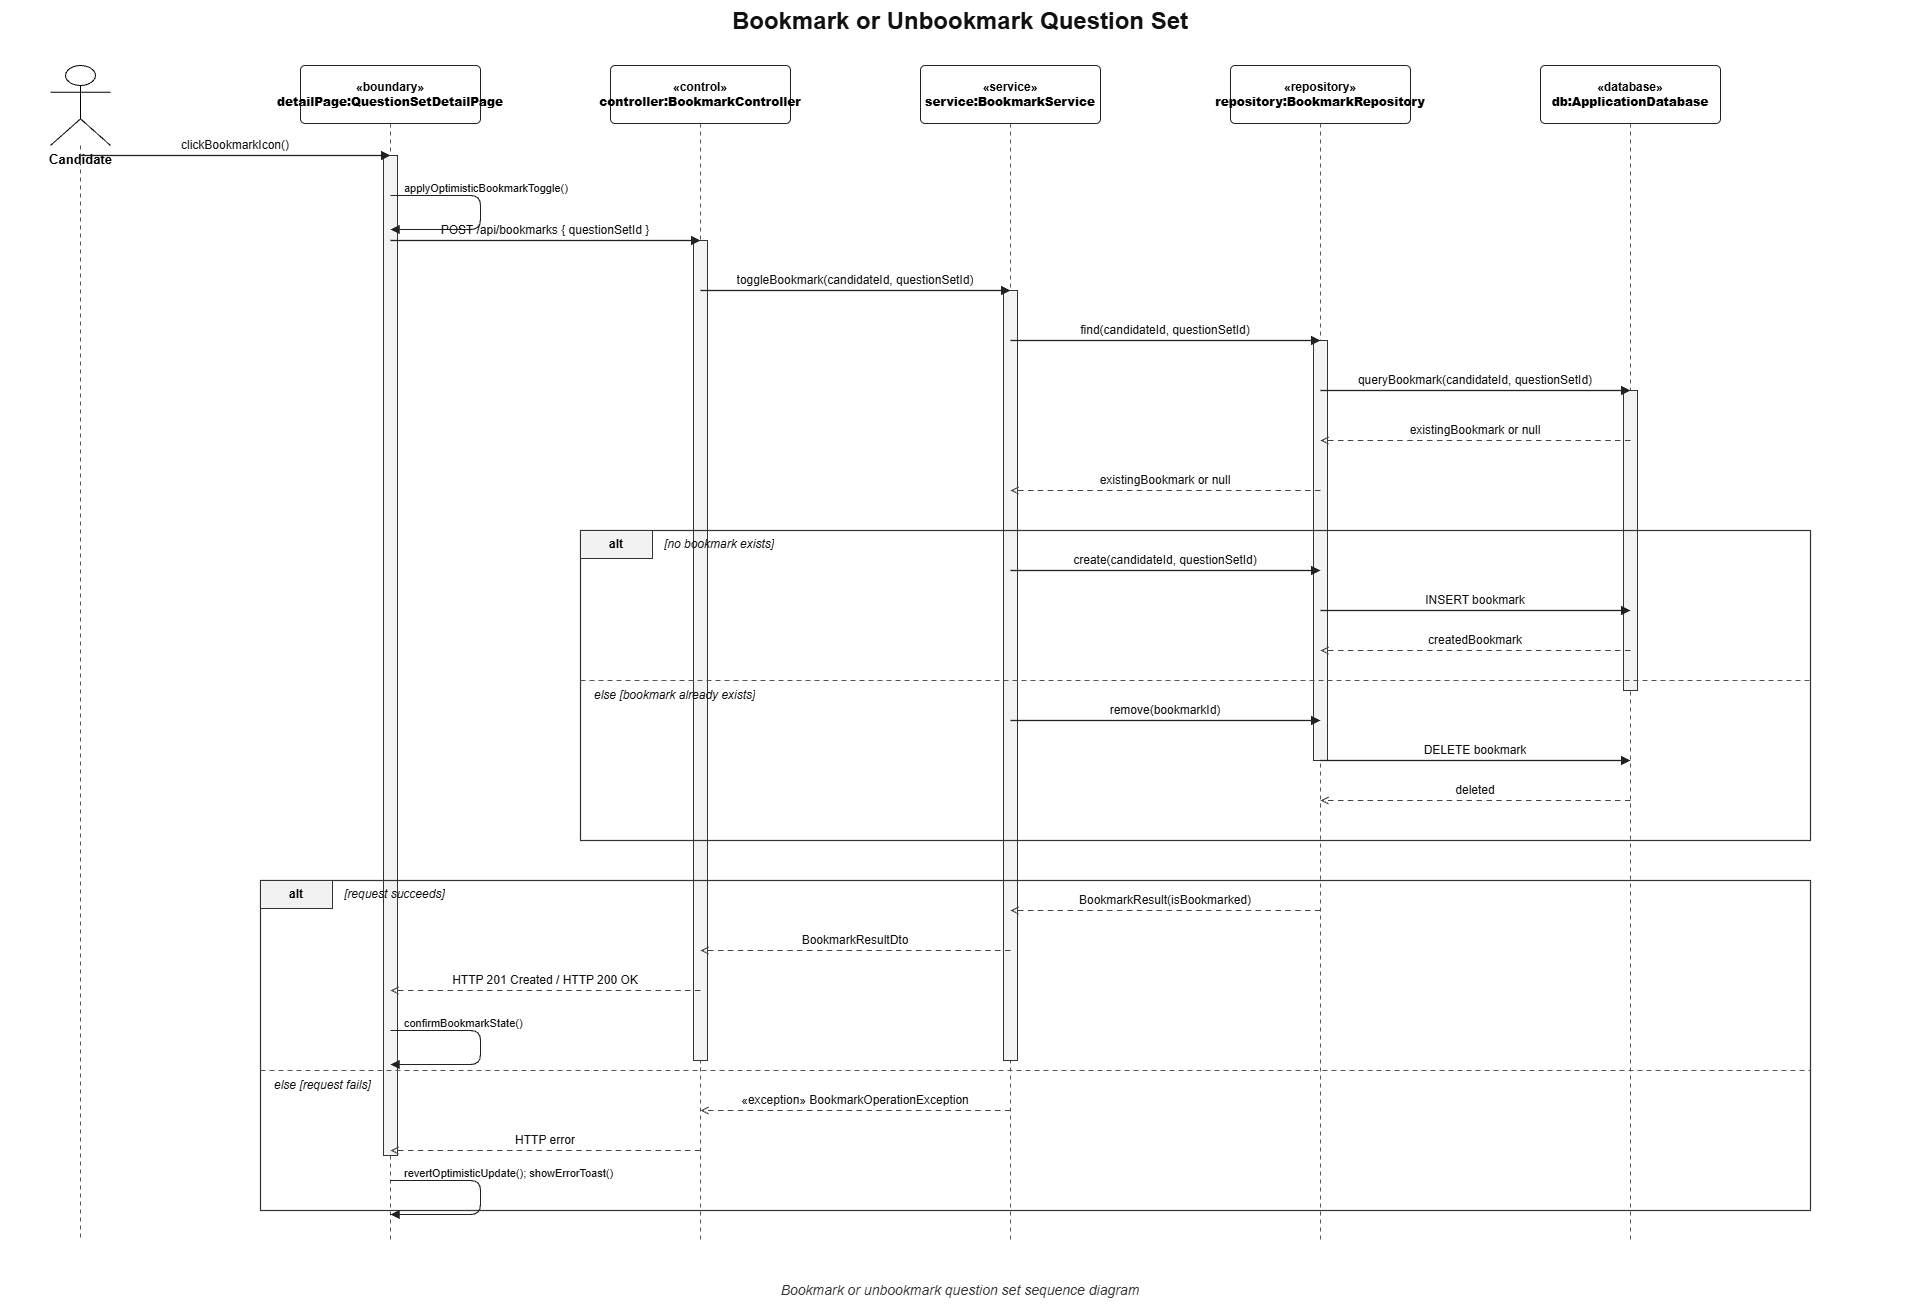 Bookmark or Unbookmark Question Set
«boundary»
detailPage:QuestionSetDetailPage
«control»
controller:BookmarkController
«service»
service:BookmarkService
«repository»
repository:BookmarkRepository
«database»
db:ApplicationDatabase
Candidate
clickBookmarkIcon()
applyOptimisticBookmarkToggle()
POST /api/bookmarks { questionSetId }
toggleBookmark(candidateId, questionSetId)
find(candidateId, questionSetId)
queryBookmark(candidateId, questionSetId)
existingBookmark or null
existingBookmark or null
alt
[no bookmark exists]
create(candidateId, questionSetId)
INSERT bookmark
createdBookmark
else [bookmark already exists]
remove(bookmarkId)
DELETE bookmark
deleted
alt
[request succeeds]
BookmarkResult(isBookmarked)
BookmarkResultDto
HTTP 201 Created / HTTP 200 OK
confirmBookmarkState()
else [request fails]
«exception» BookmarkOperationException
HTTP error
revertOptimisticUpdate(); showErrorToast()
Bookmark or unbookmark question set sequence diagram